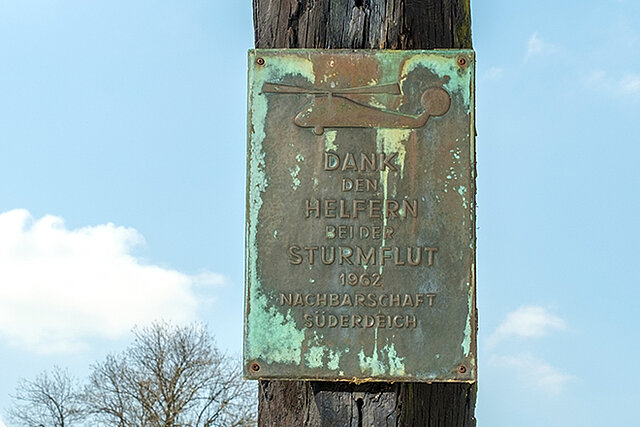 DANK
DEN
HELFERN
BEI DER
STURMFLUT
1962
NACHBARSCHAFT
SÜDERDEICH